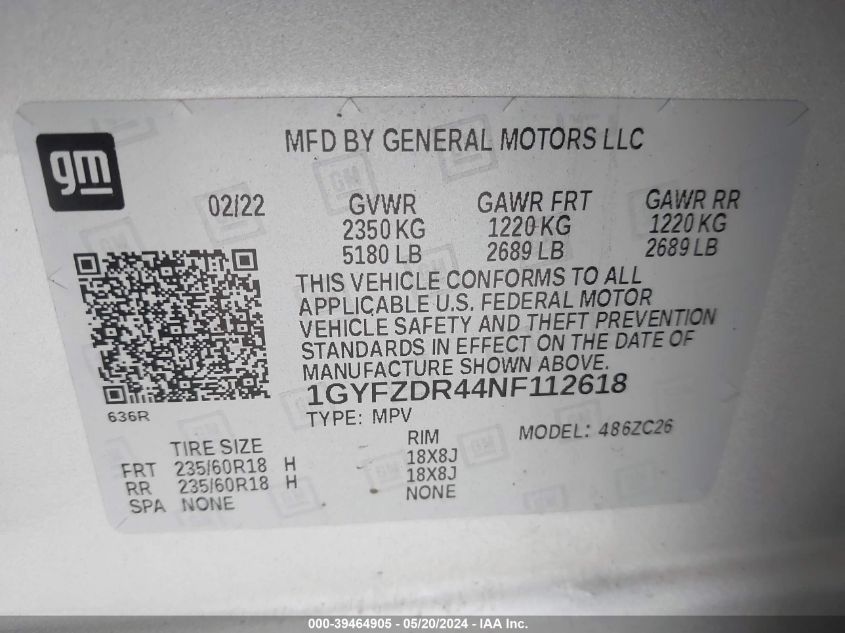 gm
MFD BY GENERAL MOTORS LLC
02/22 GVWR GAWR FRT GAWR RR
2350 KG 1220 KG 1220 KG
5180 LB 2689 LB 2689 LB
THIS VEHICLE CONFORMS TO ALL
APPLICABLE U.S. FEDERAL MOTOR
VEHICLE SAFETY AND THEFT PREVENTION
STANDARDS IN EFFECT ON THE DATE OF
MANUFACTURE SHOWN ABOVE.
1GYFZDR44NF112618
636R
TYPE: MPV
MODEL: 486ZC26
TIRE SIZE RIM
FRT 235/60R18 H 18X8J
RR 235/60R18 H 18X8J
SPA NONE NONE
000-39464905 - 05/20/2024 - IAA Inc.